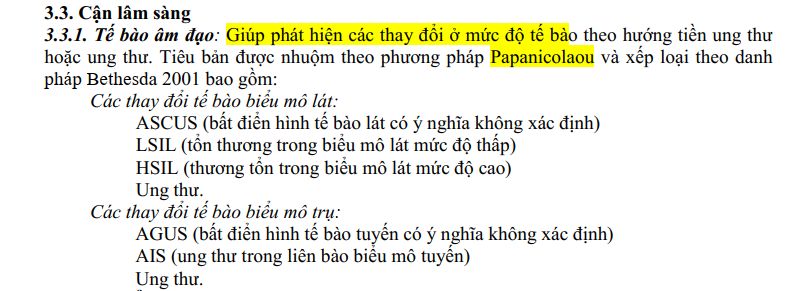 3.3. Cận lâm sàng
3.3.1. Tế bào âm đạo: Giúp phát hiện các thay đổi ở mức độ tế bào theo hướng tiền ung thư
hoặc ung thư. Tiêu bản được nhuộm theo phương pháp Papanicolaou và xếp loại theo danh
pháp Bethesda 2001 bao gồm:
Các thay đổi tế bào biểu mô lát:
ASCUS (bất điển hình tế bào lát có ý nghĩa không xác định)
LSIL (tổn thương trong biểu mô lát mức độ thấp)
HSIL (thương tổn trong biểu mô lát mức độ cao)
Ung thư.
Các thay đổi tế bào biểu mô trụ:
AGUS (bất điển hình tế bào tuyến có ý nghĩa không xác định)
AIS (ung thư trong liên bào biểu mô tuyến)
Ung thư.